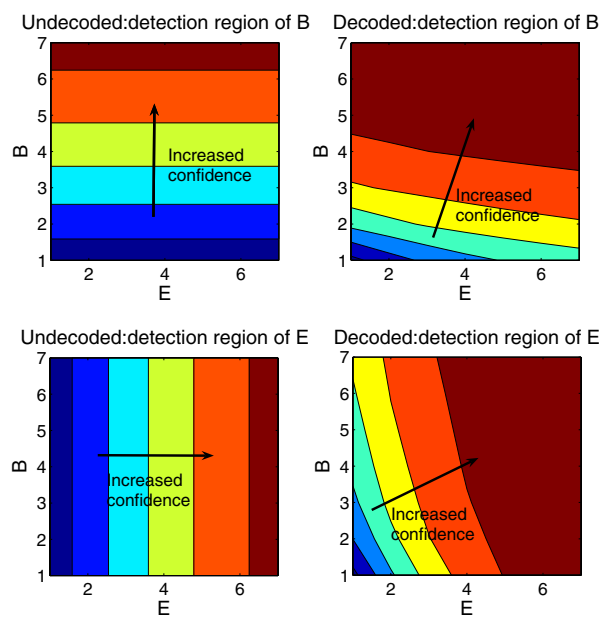 Undecoded:detection region of B
7
6
5
4
3
2
1
B
Increased
confidence
2
4
6
E
Decoded:detection region of B
7
6
5
4
3
2
1
B
Increased
confidence
2
4
6
E
Undecoded:detection region of E
7
6
5
4
3
2
1
B
Increased
confidence
2
4
6
E
Decoded:detection region of E
7
6
5
4
3
2
1
B
Increased
confidence
2
4
6
E